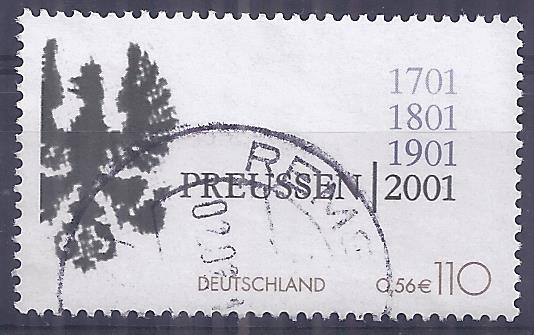 1701
1801
1901
PREUSSEN 2001
DEUTSCHLAND 0,56€ 110